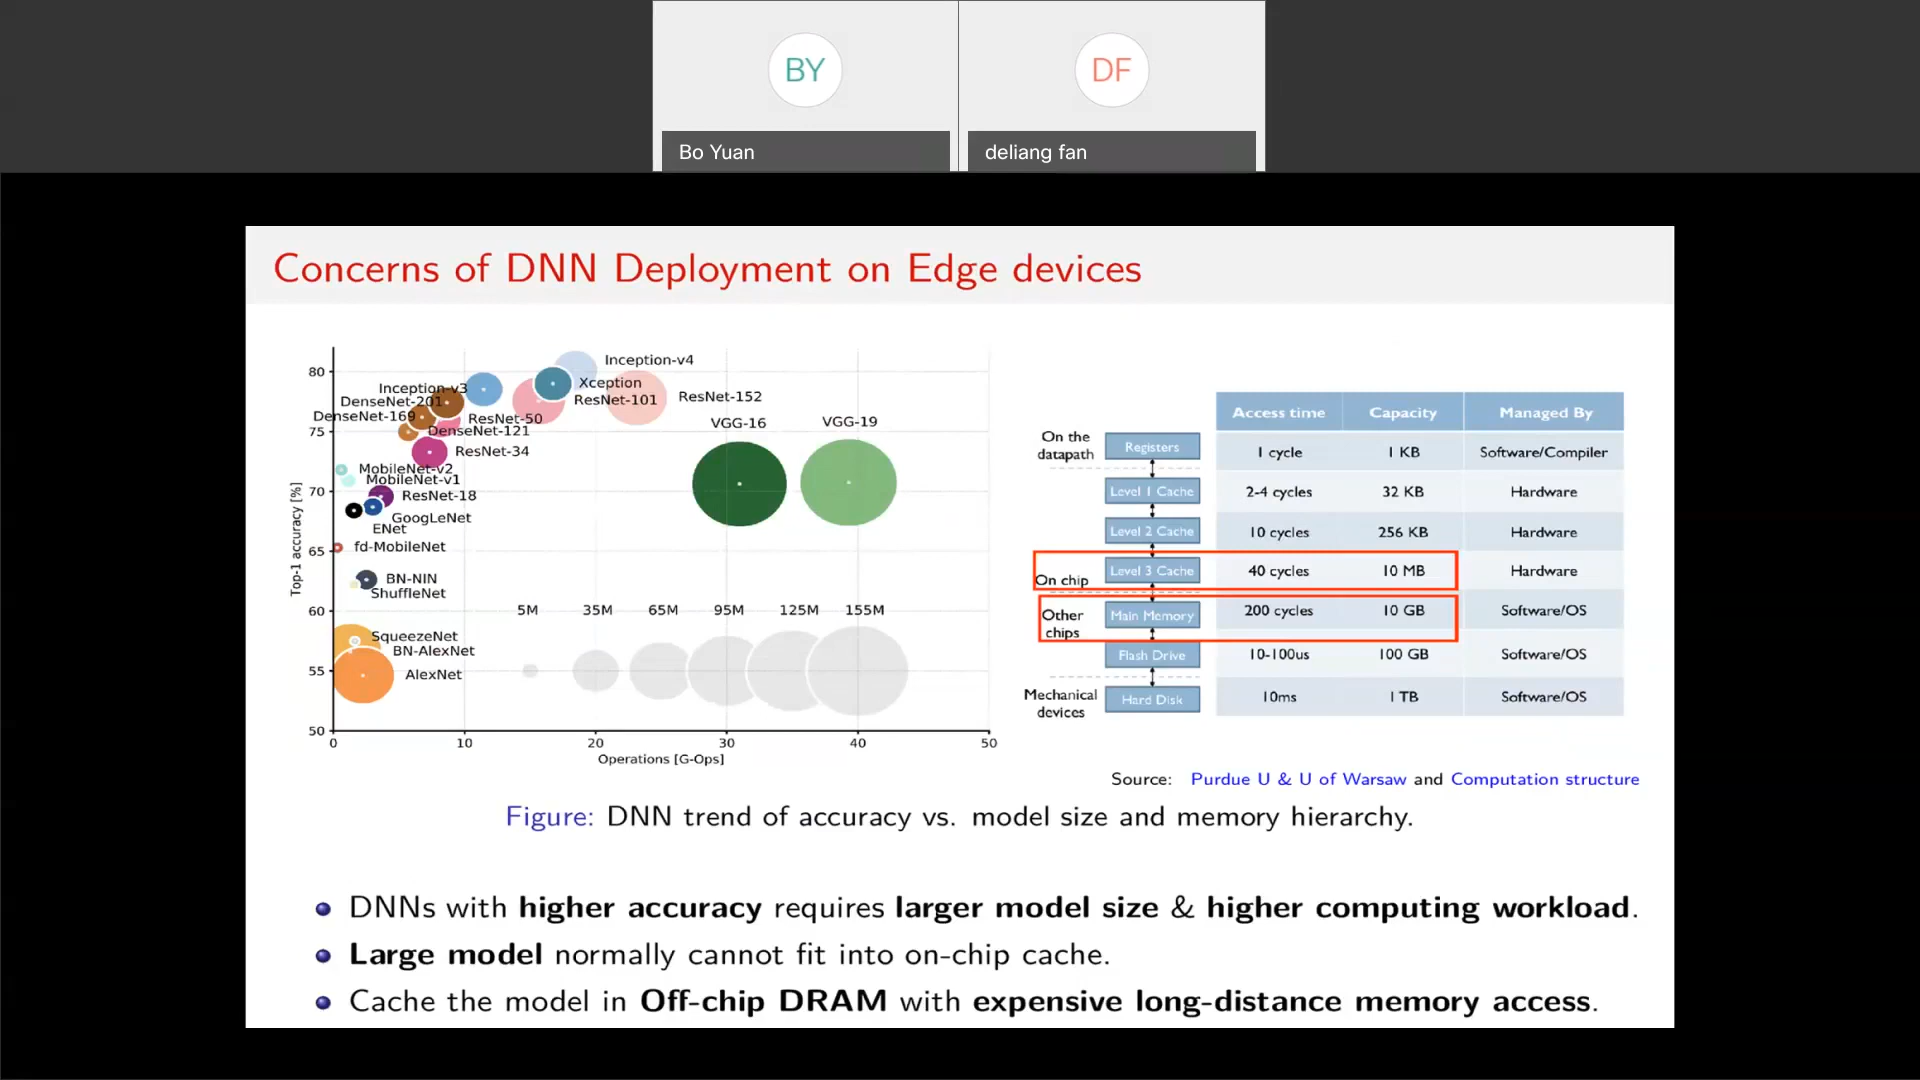 BY
DF
Bo Yuan
deliang fan
Concerns of DNN Deployment on Edge devices
Top-1 accuracy [%]
80
75
70
65
60
55
50
0
10
20
30
40
50
Operations [G-Ops]
Inception-v4
Inception-v3
Xception
DenseNet-201
ResNet-101
ResNet-152
DenseNet-169
ResNet-50
VGG-16
VGG-19
DenseNet-121
ResNet-34
MobileNet-v2
MobileNet-v1
ResNet-18
GoogLeNet
ENet
fd-MobileNet
BN-NIN
ShuffleNet
5M
35M
65M
95M
125M
155M
SqueezeNet
BN-AlexNet
AlexNet
Access time Capacity Managed By
On the
datapath
Registers 1 cycle 1 KB Software/Compiler
Level 1 Cache 2-4 cycles 32 KB Hardware
Level 2 Cache 10 cycles 256 KB Hardware
On chip
Level 3 Cache 40 cycles 10 MB Hardware
Other
chips
Main Memory 200 cycles 10 GB Software/OS
Flash Drive 10-100us 100 GB Software/OS
Mechanical
devices
Hard Disk 10ms 1 TB Software/OS
Source: Purdue U & U of Warsaw and Computation structure
Figure: DNN trend of accuracy vs. model size and memory hierarchy.
DNNs with higher accuracy requires larger model size & higher computing workload.
Large model normally cannot fit into on-chip cache.
Cache the model in Off-chip DRAM with expensive long-distance memory access.